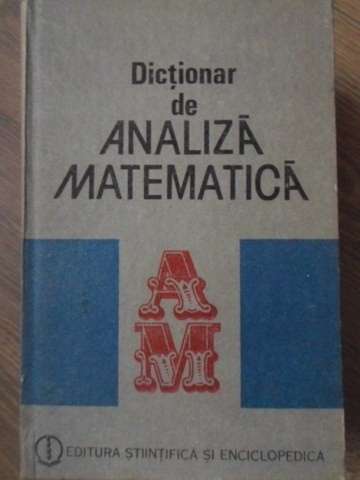 Dicționar
de
ANALIZĂ
MATEMATICĂ
A
M
EDITURA ȘTIINȚIFICĂ ȘI ENCICLOPEDICĂ